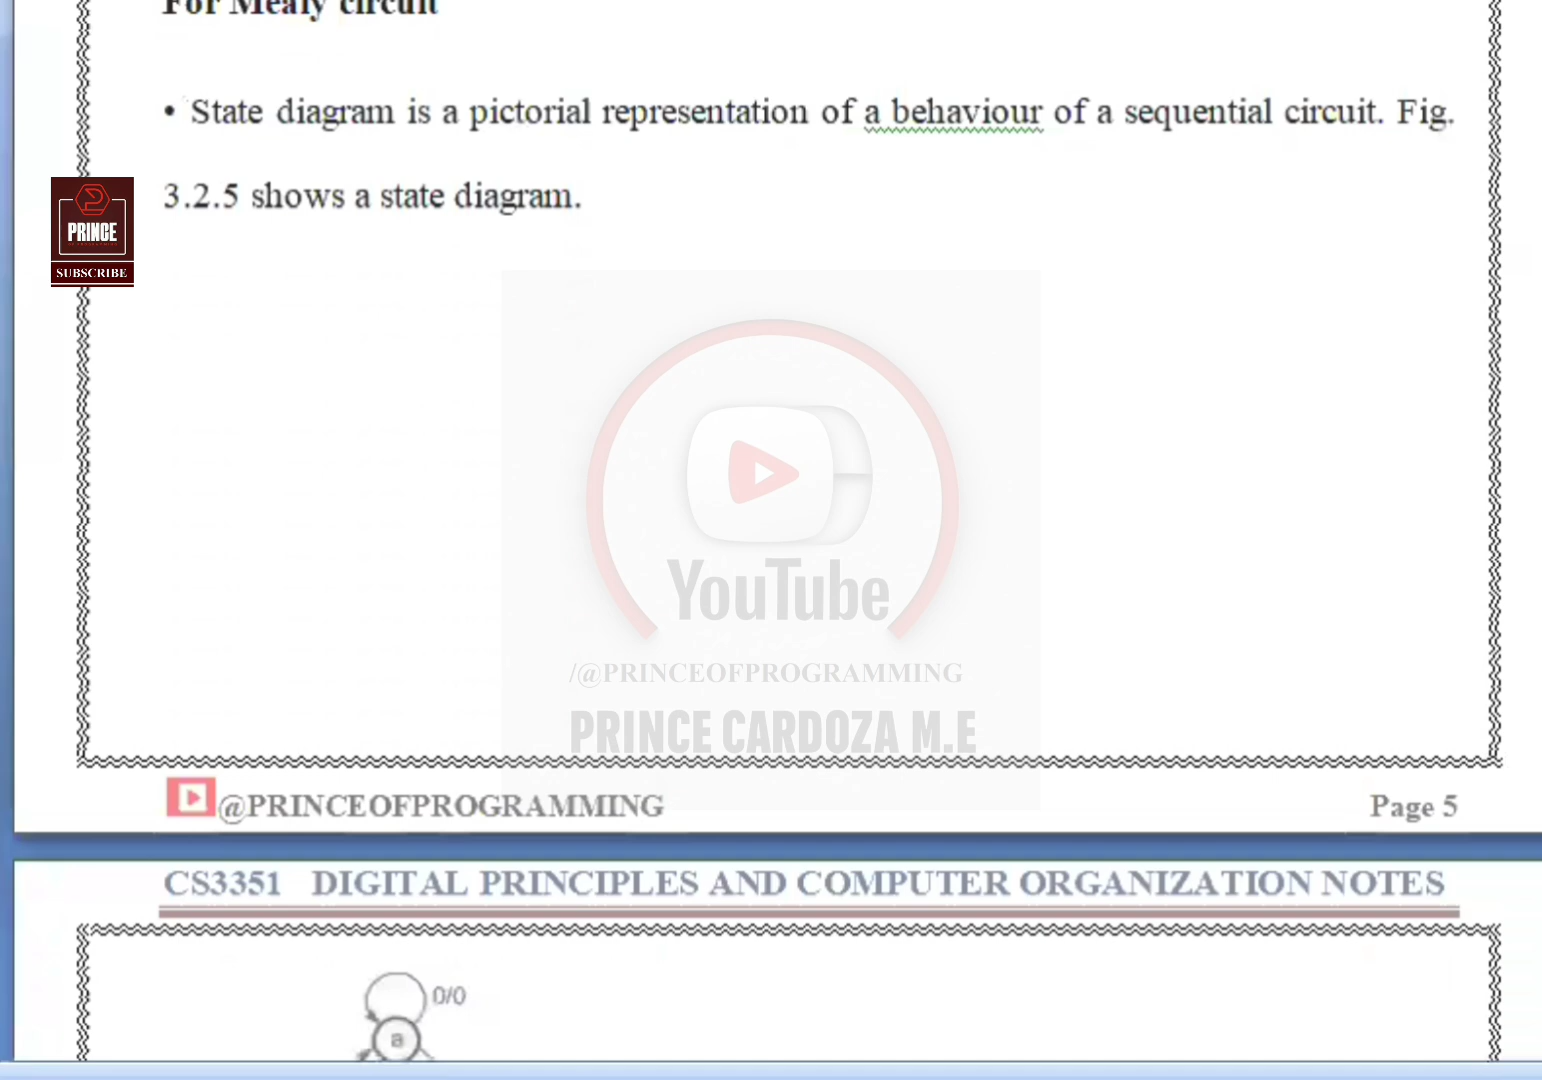 For Mealy circuit
• State diagram is a pictorial representation of a behaviour of a sequential circuit. Fig.
3.2.5 shows a state diagram.
PRINCE
SUBSCRIBE
YouTube
/@PRINCEOFPROGRAMMING
PRINCE CARDOZA M.E
@PRINCEOFPROGRAMMING
Page 5
CS3351 DIGITAL PRINCIPLES AND COMPUTER ORGANIZATION NOTES
0/0
a